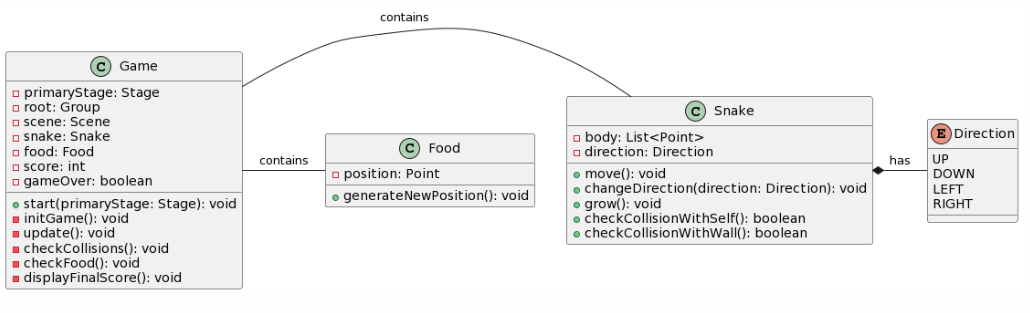 contains
C Game
primaryStage: Stage
root: Group
scene: Scene
snake: Snake
food: Food
score: int
gameOver: boolean
start(primaryStage: Stage): void
initGame(): void
update(): void
checkCollisions(): void
checkFood(): void
displayFinalScore(): void
contains
C Food
position: Point
generateNewPosition(): void
C Snake
body: List<Point>
direction: Direction
move(): void
changeDirection(direction: Direction): void
grow(): void
checkCollisionWithSelf(): boolean
checkCollisionWithWall(): boolean
has
E Direction
UP
DOWN
LEFT
RIGHT